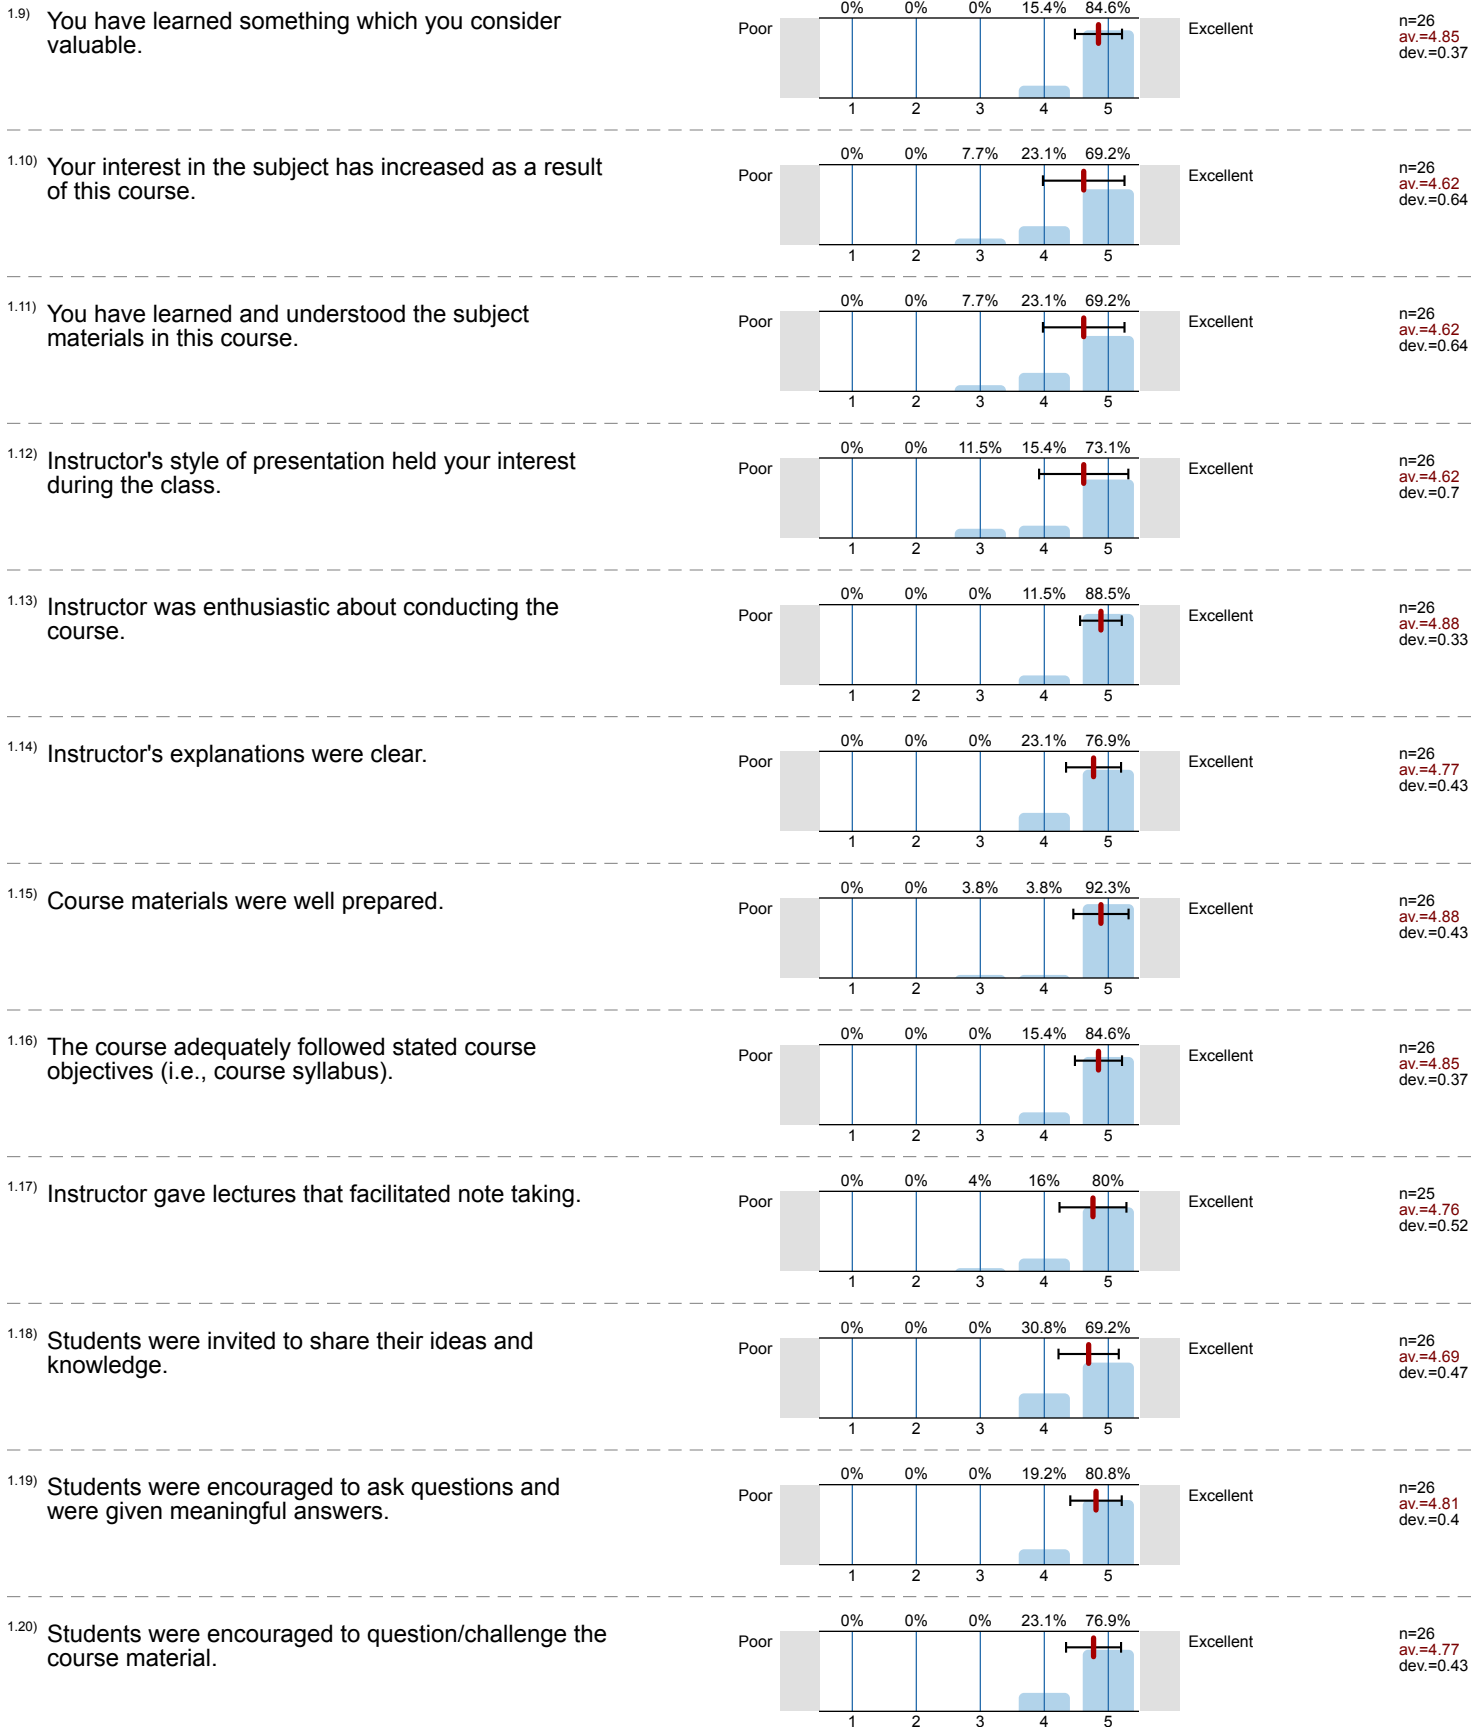 1.9) You have learned something which you consider
valuable.
0% 0% 0% 15.4% 84.6%
Poor Excellent
1 2 3 4 5
n=26
av.=4.85
dev.=0.37
1.10) Your interest in the subject has increased as a result
of this course.
0% 0% 7.7% 23.1% 69.2%
Poor Excellent
1 2 3 4 5
n=26
av.=4.62
dev.=0.64
1.11) You have learned and understood the subject
materials in this course.
0% 0% 7.7% 23.1% 69.2%
Poor Excellent
1 2 3 4 5
n=26
av.=4.62
dev.=0.64
1.12) Instructor's style of presentation held your interest
during the class.
0% 0% 11.5% 15.4% 73.1%
Poor Excellent
1 2 3 4 5
n=26
av.=4.62
dev.=0.7
1.13) Instructor was enthusiastic about conducting the
course.
0% 0% 0% 11.5% 88.5%
Poor Excellent
1 2 3 4 5
n=26
av.=4.88
dev.=0.33
1.14) Instructor's explanations were clear.
0% 0% 0% 23.1% 76.9%
Poor Excellent
1 2 3 4 5
n=26
av.=4.77
dev.=0.43
1.15) Course materials were well prepared.
0% 0% 3.8% 3.8% 92.3%
Poor Excellent
1 2 3 4 5
n=26
av.=4.88
dev.=0.43
1.16) The course adequately followed stated course
objectives (i.e., course syllabus).
0% 0% 0% 15.4% 84.6%
Poor Excellent
1 2 3 4 5
n=26
av.=4.85
dev.=0.37
1.17) Instructor gave lectures that facilitated note taking.
0% 0% 4% 16% 80%
Poor Excellent
1 2 3 4 5
n=25
av.=4.76
dev.=0.52
1.18) Students were invited to share their ideas and
knowledge.
0% 0% 0% 30.8% 69.2%
Poor Excellent
1 2 3 4 5
n=26
av.=4.69
dev.=0.47
1.19) Students were encouraged to ask questions and
were given meaningful answers.
0% 0% 0% 19.2% 80.8%
Poor Excellent
1 2 3 4 5
n=26
av.=4.81
dev.=0.4
1.20) Students were encouraged to question/challenge the
course material.
0% 0% 0% 23.1% 76.9%
Poor Excellent
1 2 3 4 5
n=26
av.=4.77
dev.=0.43